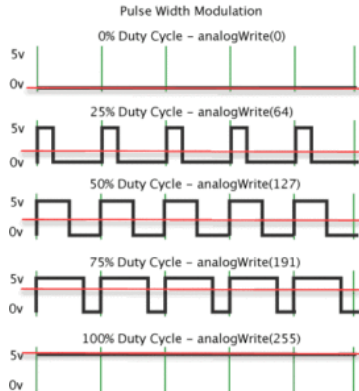 Pulse Width Modulation
0% Duty Cycle – analogWrite(0)
5v
0v
25% Duty Cycle – analogWrite(64)
5v
0v
50% Duty Cycle – analogWrite(127)
5v
0v
75% Duty Cycle – analogWrite(191)
5v
0v
100% Duty Cycle – analogWrite(255)
5v
0v